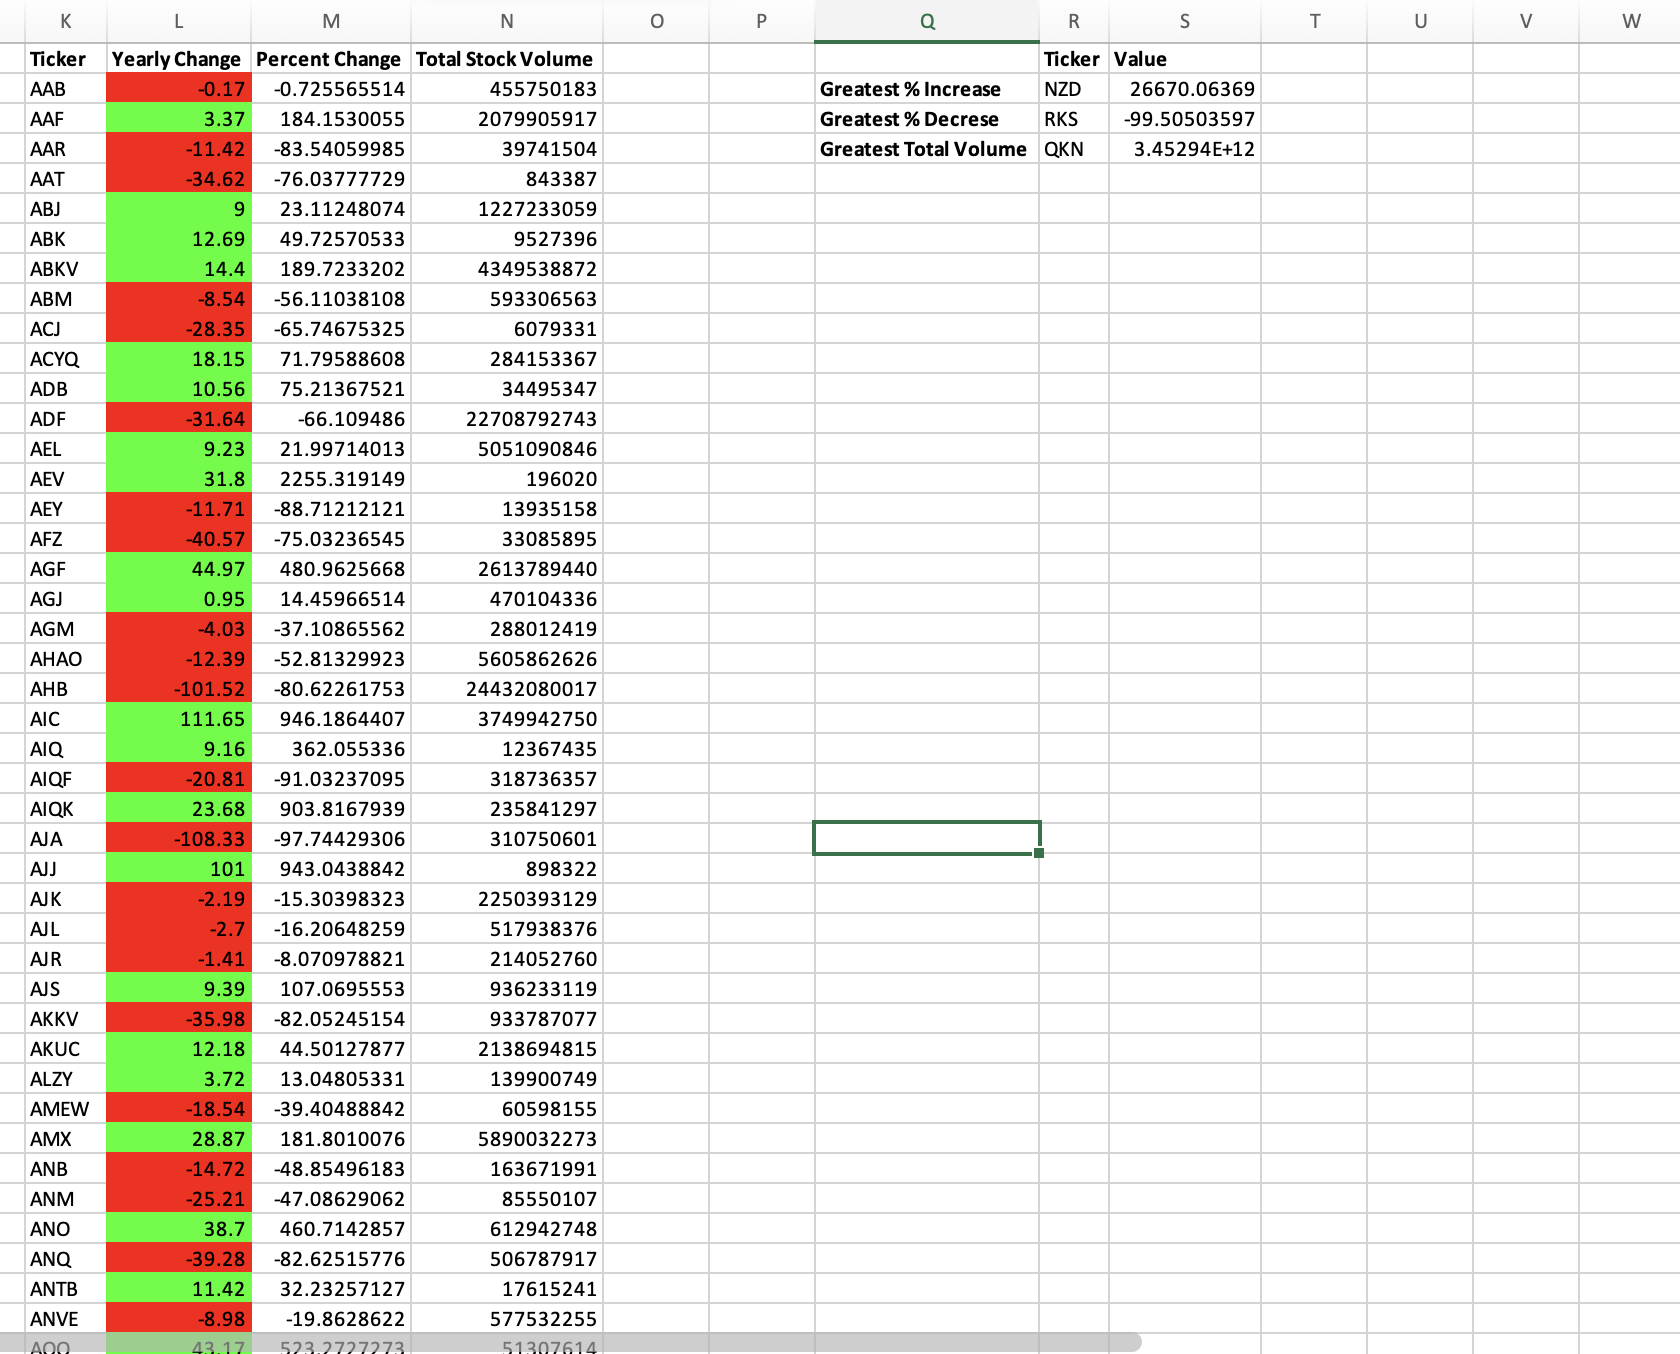 K L M N O P Q R S T U V W
Ticker Yearly Change Percent Change Total Stock Volume Ticker Value
AAB -0.17 -0.725565514 455750183 Greatest % Increase NZD 26670.06369
AAF 3.37 184.1530055 2079905917 Greatest % Decrese RKS -99.50503597
AAR -11.42 -83.54059985 39741504 Greatest Total Volume QKN 3.45294E+12
AAT -34.62 -76.03777729 843387
ABJ 9 23.11248074 1227233059
ABK 12.69 49.72570533 9527396
ABKV 14.4 189.7233202 4349538872
ABM -8.54 -56.11038108 593306563
ACJ -28.35 -65.74675325 6079331
ACYQ 18.15 71.79588608 284153367
ADB 10.56 75.21367521 34495347
ADF -31.64 -66.109486 22708792743
AEL 9.23 21.99714013 5051090846
AEV 31.8 2255.319149 196020
AEY -11.71 -88.71212121 13935158
AFZ -40.57 -75.03236545 33085895
AGF 44.97 480.9625668 2613789440
AGJ 0.95 14.45966514 470104336
AGM -4.03 -37.10865562 288012419
AHAO -12.39 -52.81329923 5605862626
AHB -101.52 -80.62261753 24432080017
AIC 111.65 946.1864407 3749942750
AIQ 9.16 362.055336 12367435
AIQF -20.81 -91.03237095 318736357
AIQK 23.68 903.8167939 235841297
AJA -108.33 -97.74429306 310750601
AJJ 101 943.0438842 898322
AJK -2.19 -15.30398323 2250393129
AJL -2.7 -16.20648259 517938376
AJR -1.41 -8.070978821 214052760
AJS 9.39 107.0695553 936233119
AKKV -35.98 -82.05245154 933787077
AKUC 12.18 44.50127877 2138694815
ALZY 3.72 13.04805331 139900749
AMEW -18.54 -39.40488842 60598155
AMX 28.87 181.8010076 5890032273
ANB -14.72 -48.85496183 163671991
ANM -25.21 -47.08629062 85550107
ANO 38.7 460.7142857 612942748
ANQ -39.28 -82.62515776 506787917
ANTB 11.42 32.23257127 17615241
ANVE -8.98 -19.8628622 577532255
43.17 523.2727273 51307614